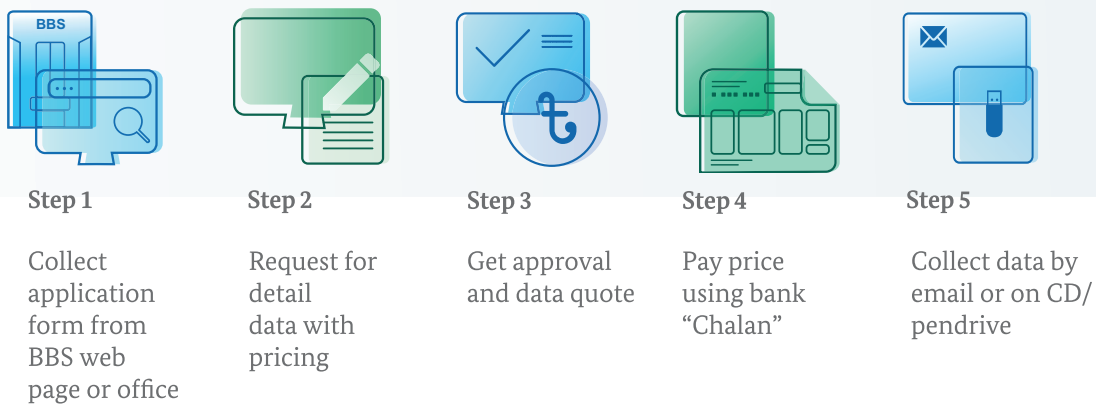 BBS
Step 1
Collect
application
form from
BBS web
page or office
Step 2
Request for
detail
data with
pricing
৳
Step 3
Get approval
and data quote
Step 4
Pay price
using bank
“Chalan”
Step 5
Collect data by
email or on CD/
pendrive